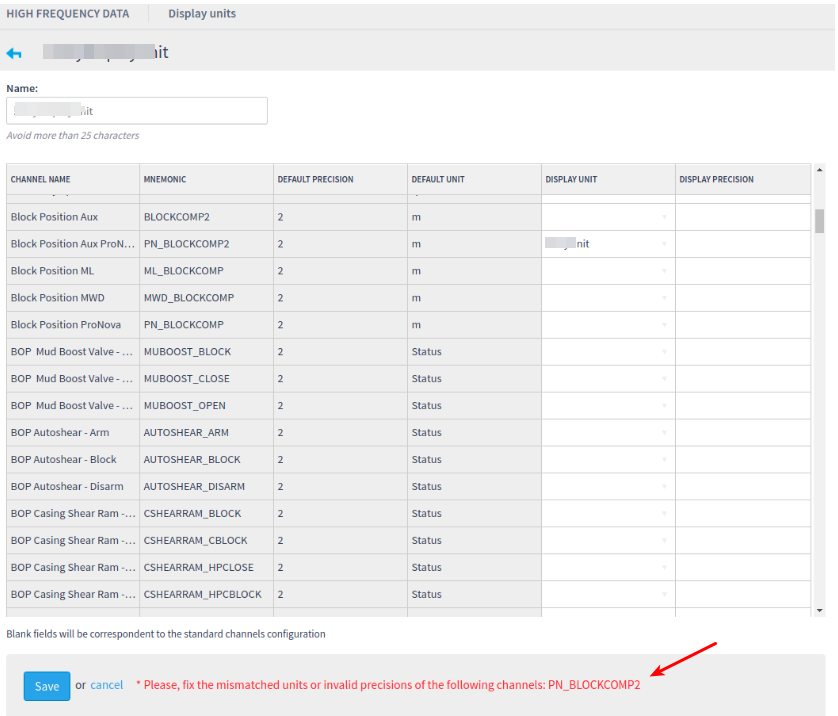 HIGH FREQUENCY DATA Display units
Name:
Avoid more than 25 characters
CHANNEL NAME MNEMONIC DEFAULT PRECISION DEFAULT UNIT DISPLAY UNIT DISPLAY PRECISION
Block Position Aux BLOCKCOMP2 2 m
Block Position Aux ProN... PN_BLOCKCOMP2 2 m
Block Position ML ML_BLOCKCOMP 2 m
Block Position MWD MWD_BLOCKCOMP 2 m
Block Position ProNova PN_BLOCKCOMP 2 m
BOP Mud Boost Valve - ... MUBOOST_BLOCK 2 Status
BOP Mud Boost Valve - ... MUBOOST_CLOSE 2 Status
BOP Mud Boost Valve - ... MUBOOST_OPEN 2 Status
BOP Autoshear - Arm AUTOSHEAR_ARM 2 Status
BOP Autoshear - Block AUTOSHEAR_BLOCK 2 Status
BOP Autoshear - Disarm AUTOSHEAR_DISARM 2 Status
BOP Casing Shear Ram -... CSHEARRAM_BLOCK 2 Status
BOP Casing Shear Ram -... CSHEARRAM_CBLOCK 2 Status
BOP Casing Shear Ram -... CSHEARRAM_HPCLOSE 2 Status
BOP Casing Shear Ram -... CSHEARRAM_HPCBLOCK 2 Status
Blank fields will be correspondent to the standard channels configuration
Save or cancel * Please, fix the mismatched units or invalid precisions of the following channels: PN_BLOCKCOMP2